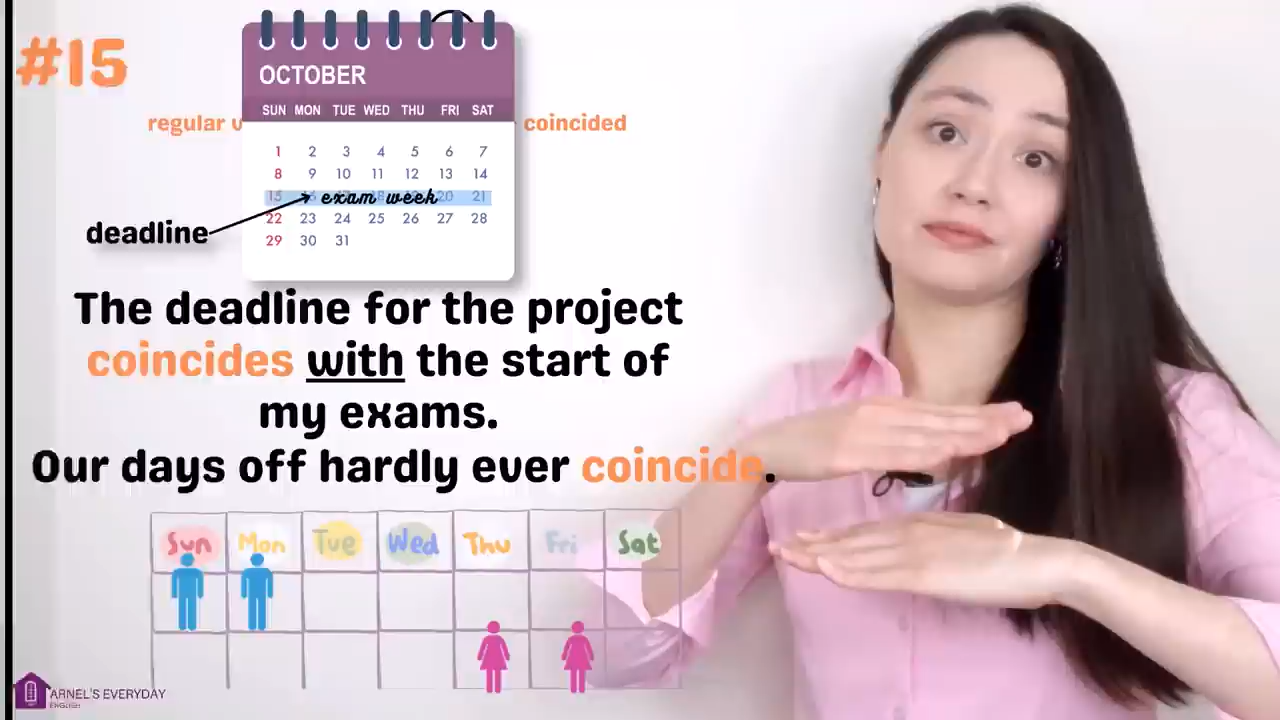 #15
OCTOBER
regular coincided
SUN MON TUE WED THU FRI SAT
1 2 3 4 5 6 7
8 9 10 11 12 13 14
15 exam week 20 21
deadline
22 23 24 25 26 27 28
29 30 31
The deadline for the project
coincides with the start of
my exams.
Our days off hardly ever coincide.
Sun Mon Tue Wed Thu Fri Sat
ARNEL'S EVERYDAY
ENGLISH